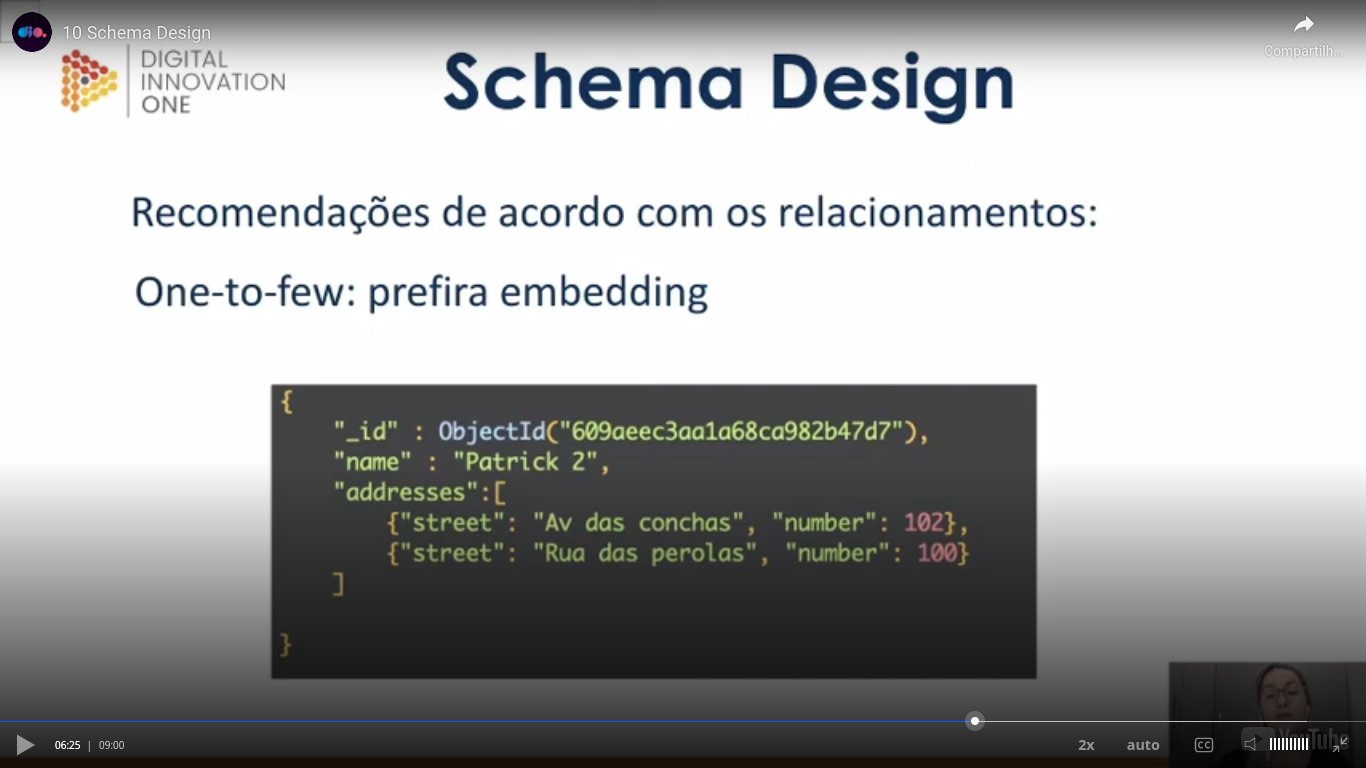 10 Schema Design
Compartilh...
DIGITAL
INNOVATION
ONE
Schema Design
Recomendações de acordo com os relacionamentos:
One-to-few: prefira embedding
{
"_id" : ObjectId("609aeec3aa1a68ca982b47d7"),
"name" : "Patrick 2",
"addresses":[
{"street": "Av das conchas", "number": 102},
{"street": "Rua das perolas", "number": 100}
]
}
06:25 | 09:00
2x auto CC YouTube